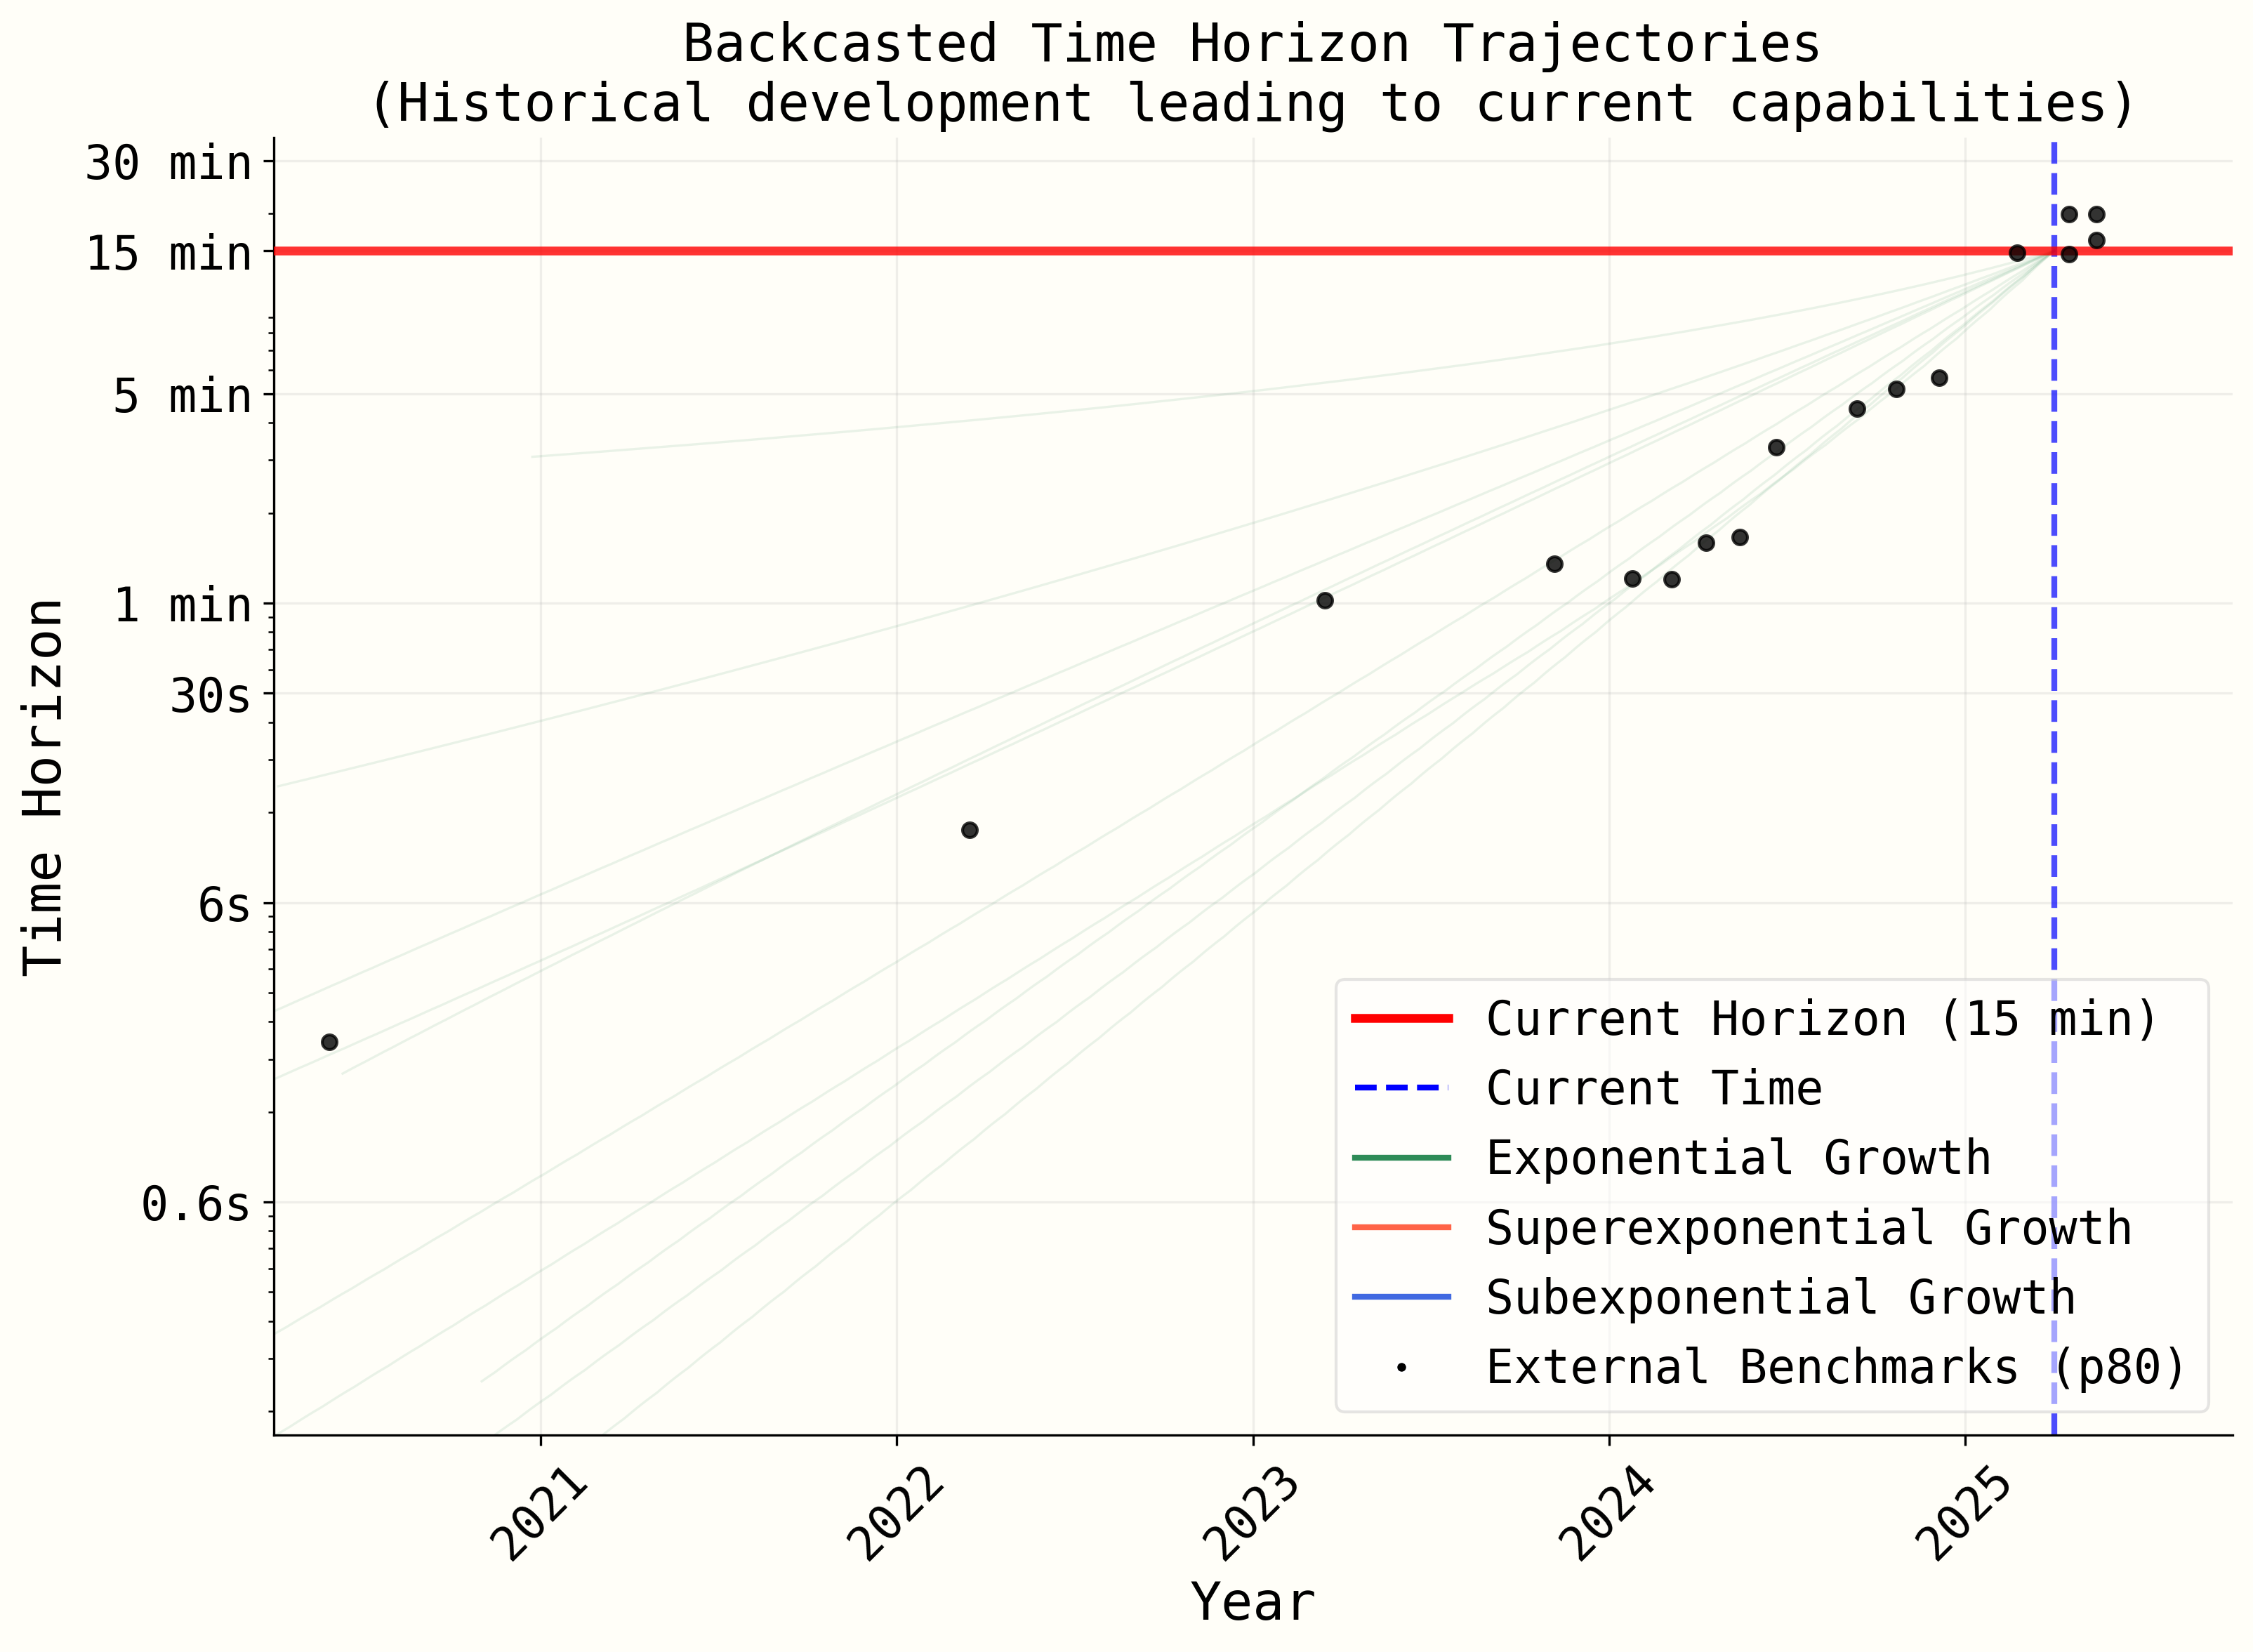 Backcasted Time Horizon Trajectories
(Historical development leading to current capabilities)
30 min
15 min
5 min
1 min
30s
6s
0.6s
Time Horizon
Current Horizon (15 min)
Current Time
Exponential Growth
Superexponential Growth
Subexponential Growth
External Benchmarks (p80)
2021
2022
2023
2024
2025
Year